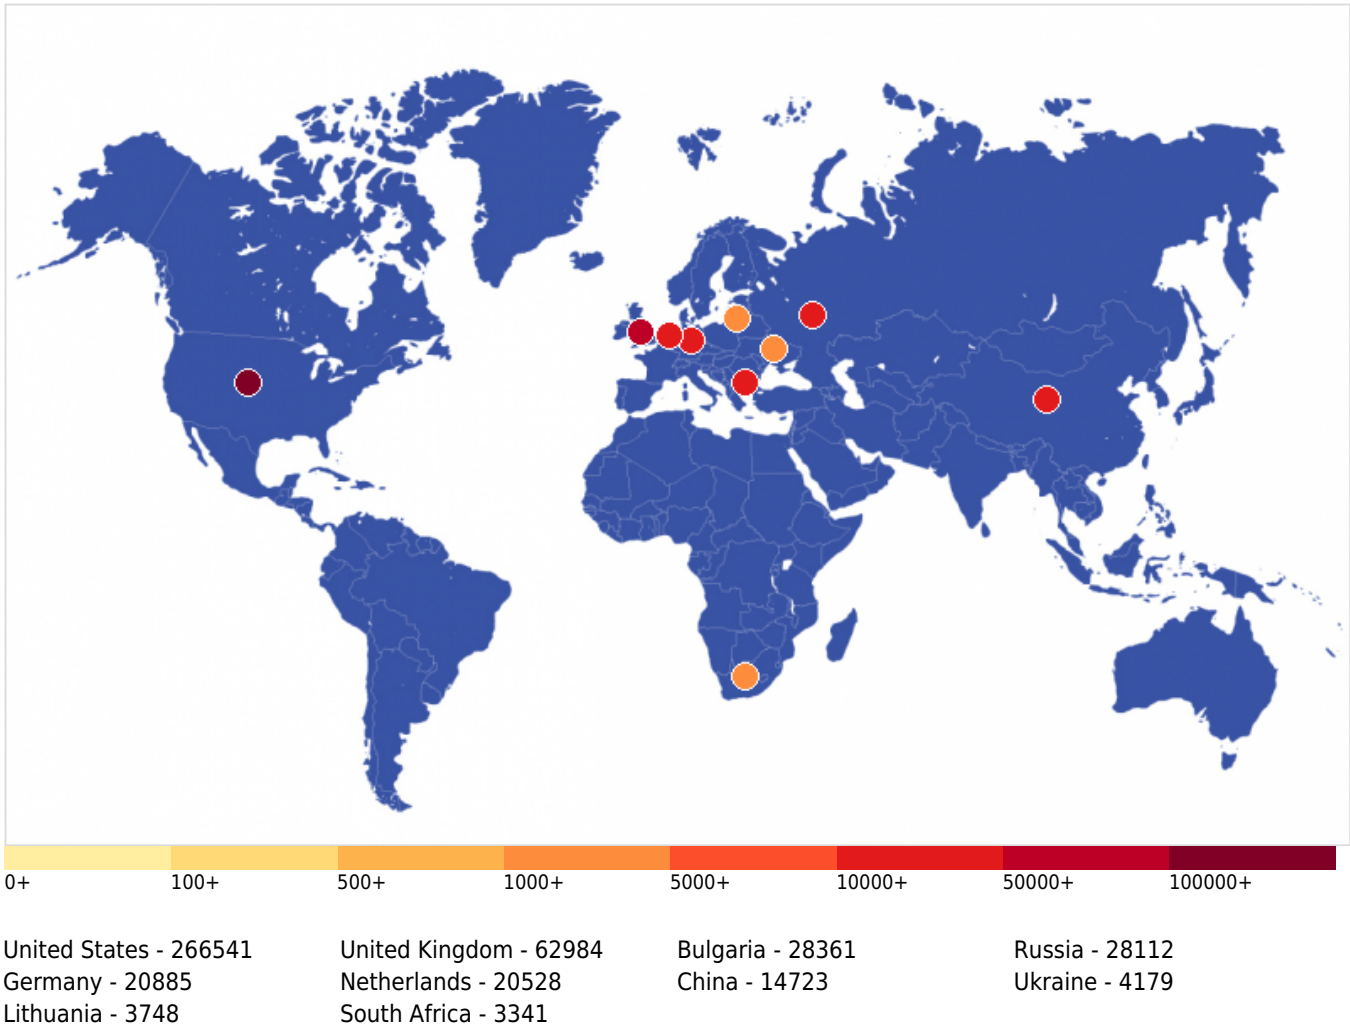 0+ 100+ 500+ 1000+ 5000+ 10000+ 50000+ 100000+
United States - 266541 United Kingdom - 62984 Bulgaria - 28361 Russia - 28112
Germany - 20885 Netherlands - 20528 China - 14723 Ukraine - 4179
Lithuania - 3748 South Africa - 3341